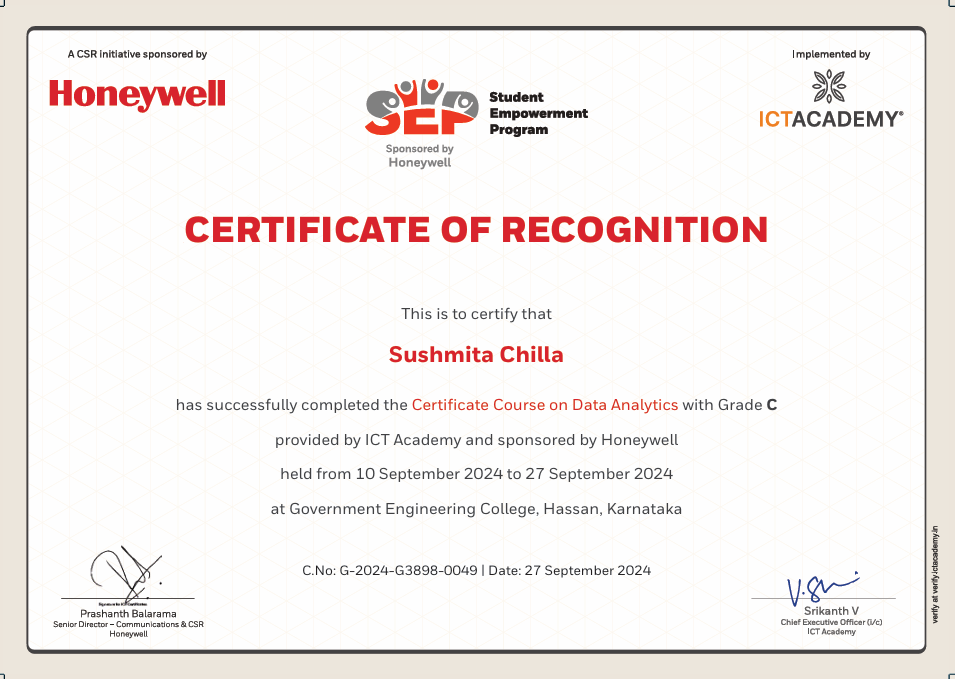 A CSR initiative sponsored by
Honeywell
SEP
Student
Empowerment
Program
Sponsored by
Honeywell
Implemented by
ICTACADEMY®
CERTIFICATE OF RECOGNITION
This is to certify that
Sushmita Chilla
has successfully completed the Certificate Course on Data Analytics with Grade C
provided by ICT Academy and sponsored by Honeywell
held from 10 September 2024 to 27 September 2024
at Government Engineering College, Hassan, Karnataka
C.No: G-2024-G3898-0049 | Date: 27 September 2024
Prashanth Balarama
Senior Director – Communications & CSR
Honeywell
V.
Srikanth V
Chief Executive Officer (i/c)
ICT Academy
verify at verify.ictacademy.in